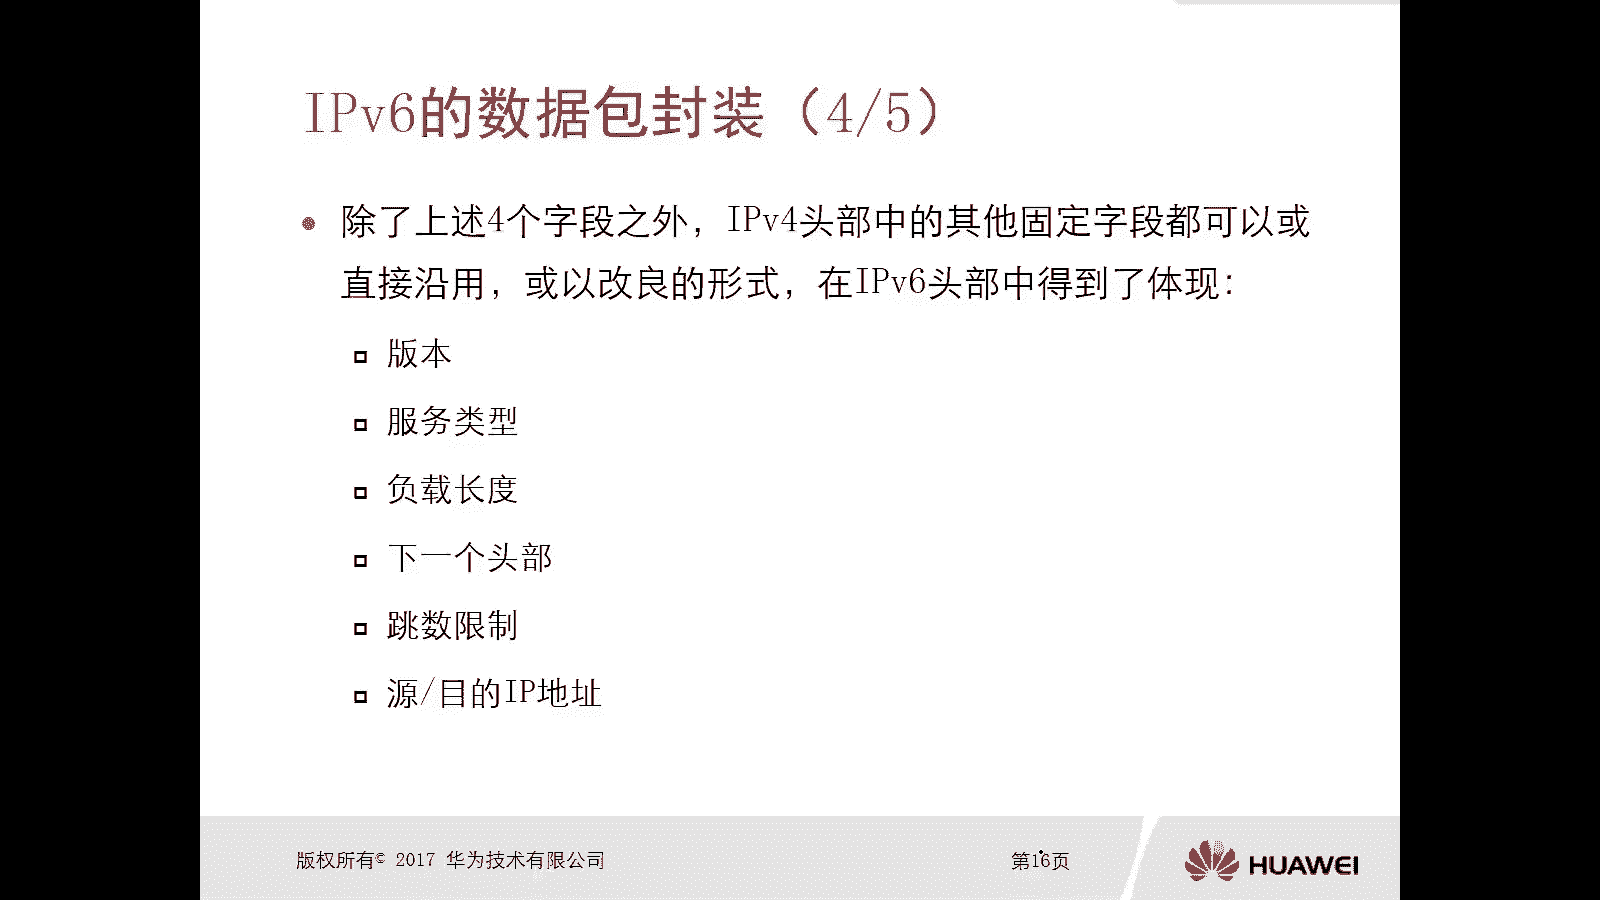 IPv6的数据包封装（4/5）
除了上述4个字段之外，IPv4头部中的其他固定字段都可以或
直接沿用，或以改良的形式，在IPv6头部中得到了体现：
版本
服务类型
负载长度
下一个头部
跳数限制
源/目的IP地址
版权所有© 2017 华为技术有限公司
第16页
HUAWEI